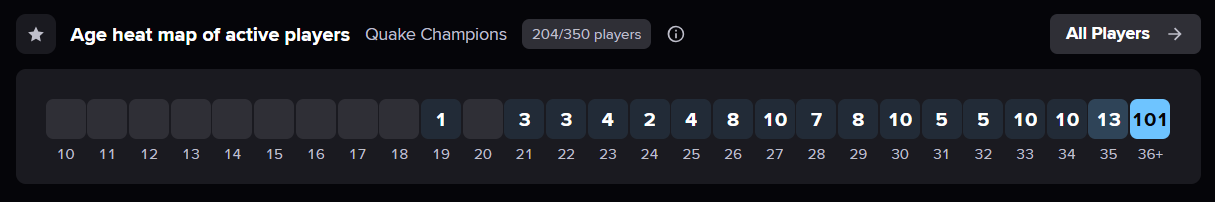 Age heat map of active players Quake Champions 204/350 players All Players
1 3 3 4 2 4 8 10 7 8 10 5 5 10 10 13 101
10 11 12 13 14 15 16 17 18 19 20 21 22 23 24 25 26 27 28 29 30 31 32 33 34 35 36+